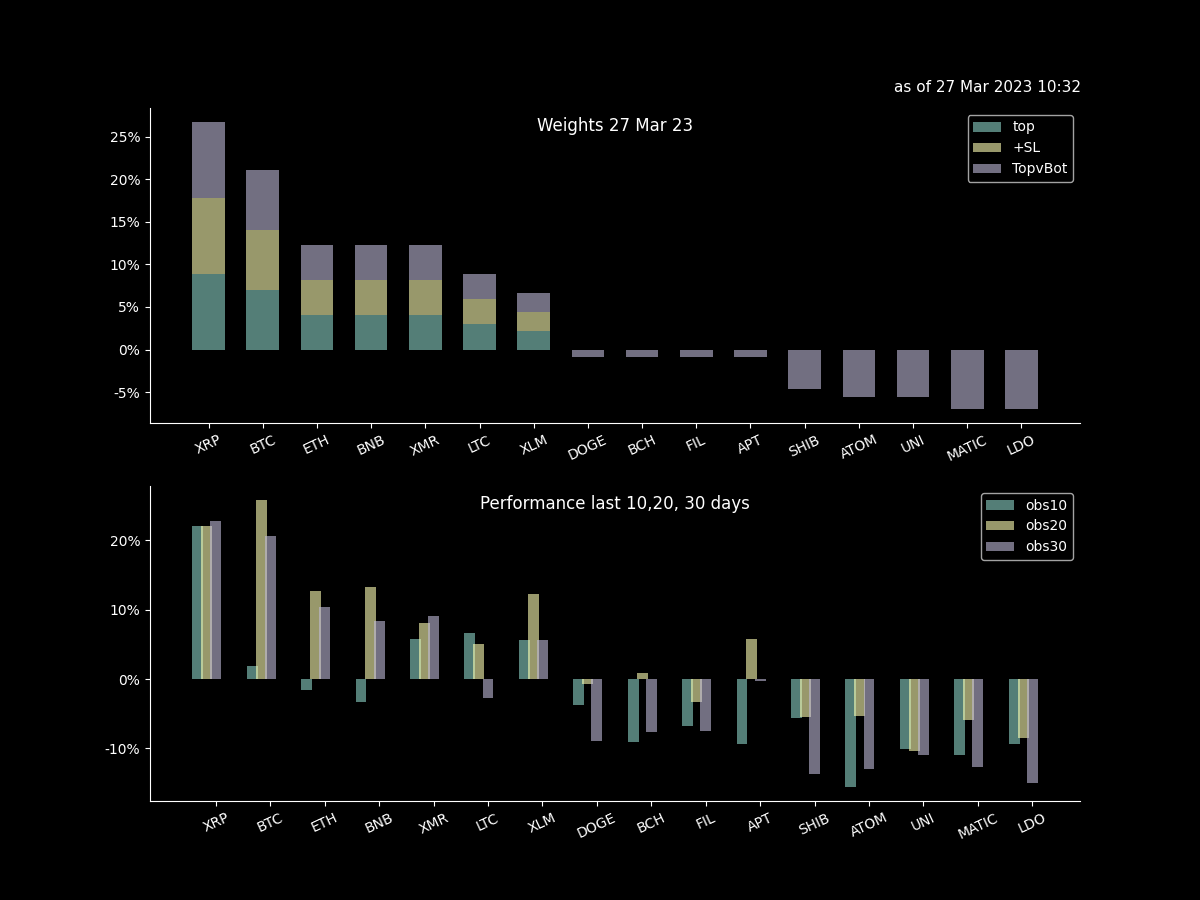 as of 27 Mar 2023 10:32
Weights 27 Mar 23
top
+SL
TopvBot
25%
20%
15%
10%
5%
0%
-5%
XRP BTC ETH BNB XMR LTC XLM DOGE BCH FIL APT SHIB ATOM UNI MATIC LDO
Performance last 10,20, 30 days
obs10
obs20
obs30
20%
10%
0%
-10%
XRP BTC ETH BNB XMR LTC XLM DOGE BCH FIL APT SHIB ATOM UNI MATIC LDO